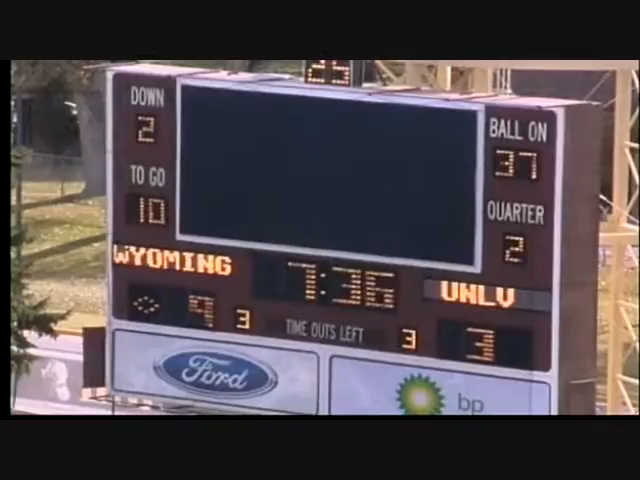 25
DOWN
2
BALL ON
37
TO GO
10
QUARTER
2
WYOMING
7:36
UNLV
9
3
TIME OUTS LEFT
3
3
Ford
bp